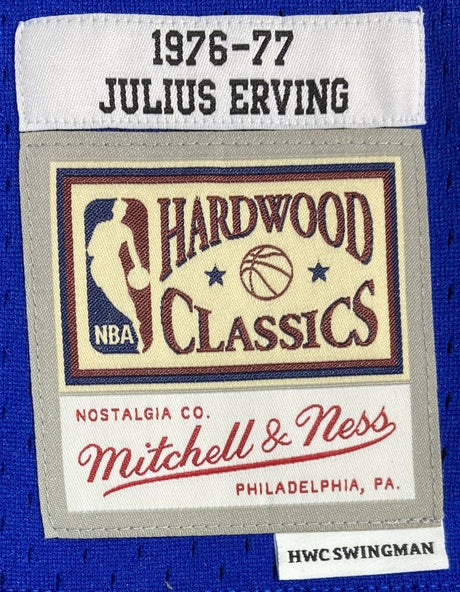 1976-77
JULIUS ERVING
HARDWOOD
CLASSICS
NBA
NOSTALGIA CO.
Mitchell & Ness
PHILADELPHIA, PA.
HWC SWINGMAN